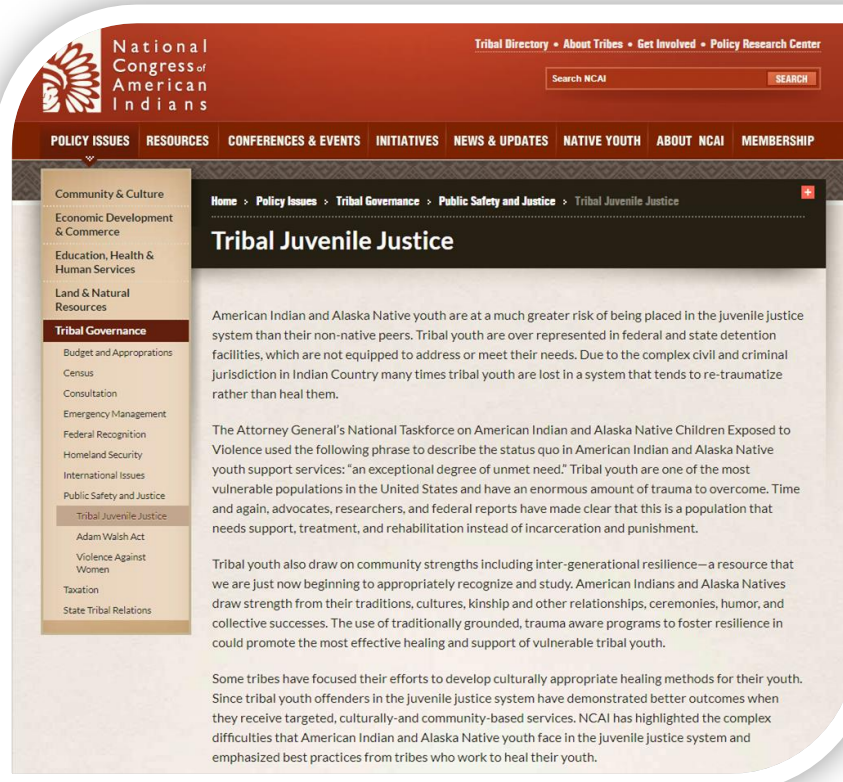 National
Congress of
American
Indians
Tribal Directory • About Tribes • Get Involved • Policy Research Center
Search NCAI
SEARCH
POLICY ISSUES RESOURCES CONFERENCES & EVENTS INITIATIVES NEWS & UPDATES NATIVE YOUTH ABOUT NCAI MEMBERSHIP
Community & Culture
Economic Development
& Commerce
Education, Health &
Human Services
Land & Natural
Resources
Tribal Governance
Budget and Approprations
Census
Consultation
Emergency Management
Federal Recognition
Homeland Security
International Issues
Public Safety and Justice
Tribal Juvenile Justice
Adam Walsh Act
Violence Against
Women
Taxation
State Tribal Relations
Home > Policy Issues > Tribal Governance > Public Safety and Justice > Tribal Juvenile Justice
+
Tribal Juvenile Justice
American Indian and Alaska Native youth are at a much greater risk of being placed in the juvenile justice
system than their non-native peers. Tribal youth are over represented in federal and state detention
facilities, which are not equipped to address or meet their needs. Due to the complex civil and criminal
jurisdiction in Indian Country many times tribal youth are lost in a system that tends to re-traumatize
rather than heal them.
The Attorney General's National Taskforce on American Indian and Alaska Native Children Exposed to
Violence used the following phrase to describe the status quo in American Indian and Alaska Native
youth support services: "an exceptional degree of unmet need." Tribal youth are one of the most
vulnerable populations in the United States and have an enormous amount of trauma to overcome. Time
and again, advocates, researchers, and federal reports have made clear that this is a population that
needs support, treatment, and rehabilitation instead of incarceration and punishment.
Tribal youth also draw on community strengths including inter-generational resilience—a resource that
we are just now beginning to appropriately recognize and study. American Indians and Alaska Natives
draw strength from their traditions, cultures, kinship and other relationships, ceremonies, humor, and
collective successes. The use of traditionally grounded, trauma aware programs to foster resilience in
could promote the most effective healing and support of vulnerable tribal youth.
Some tribes have focused their efforts to develop culturally appropriate healing methods for their youth.
Since tribal youth offenders in the juvenile justice system have demonstrated better outcomes when
they receive targeted, culturally-and community-based services. NCAI has highlighted the complex
difficulties that American Indian and Alaska Native youth face in the juvenile justice system and
emphasized best practices from tribes who work to heal their youth.